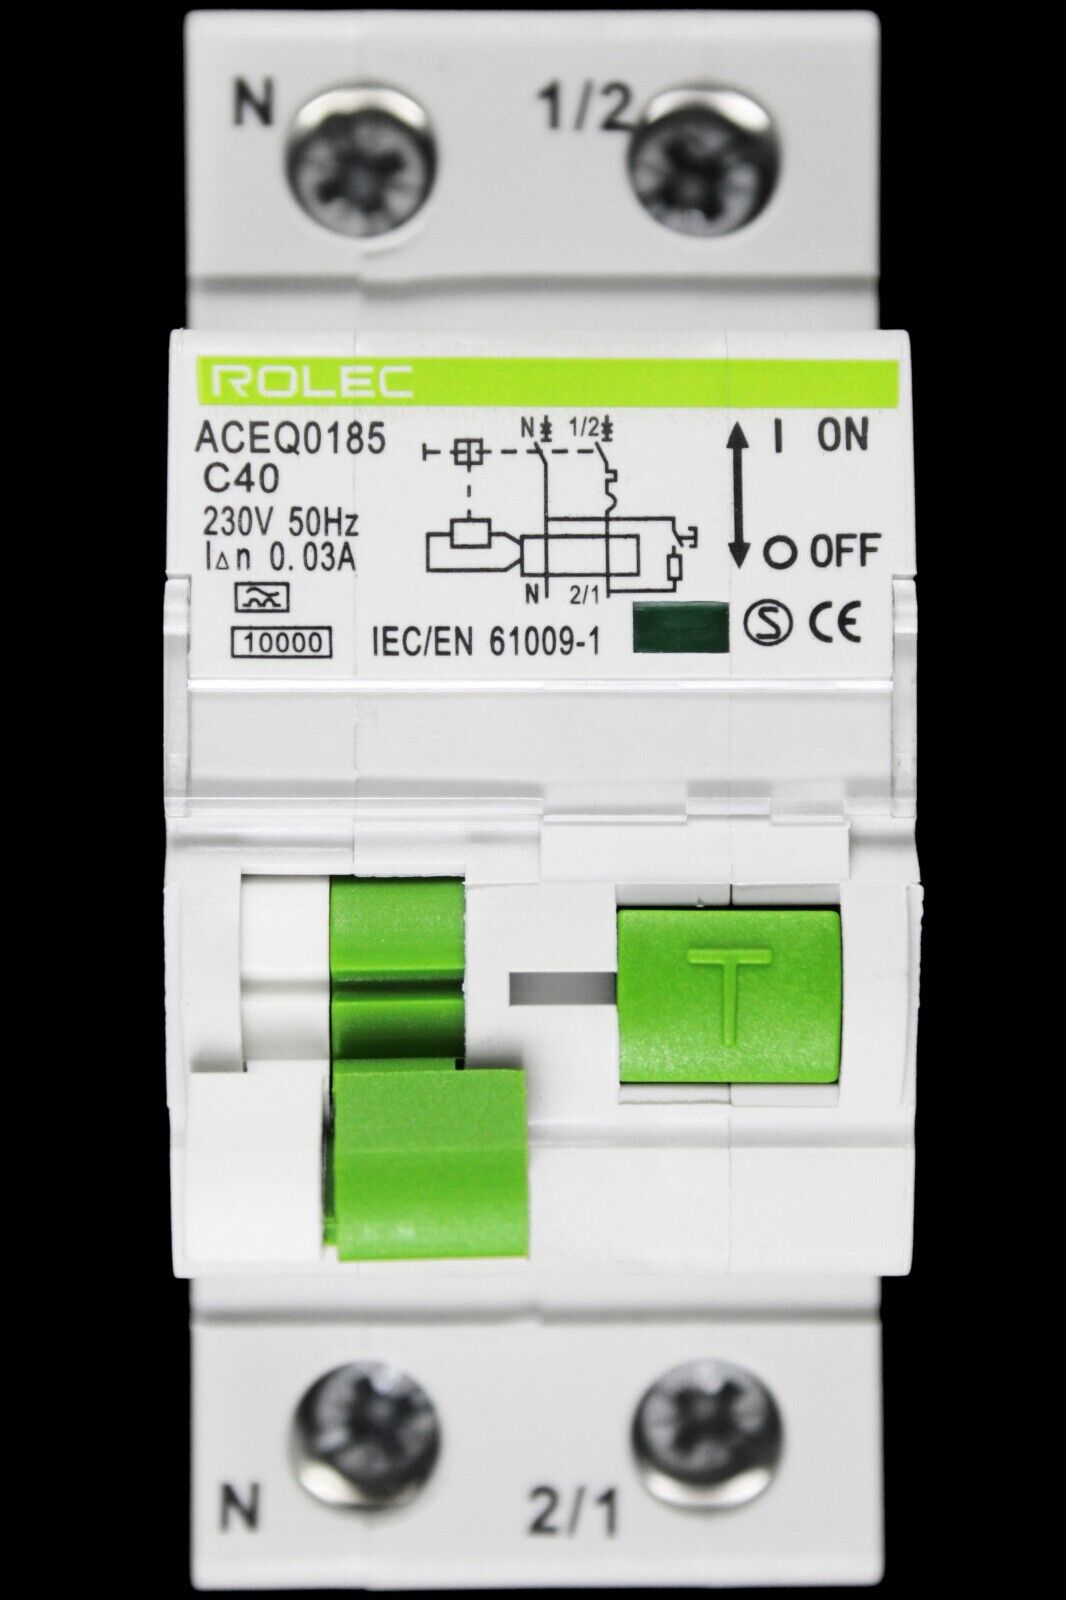 N 1/2
ROLEC
ACEQ0185
C40
230V 50Hz
I△n 0.03A
10000
IEC/EN 61009-1
N 1/2
N 2/1
I ON
O OFF
S CE
T
N 2/1